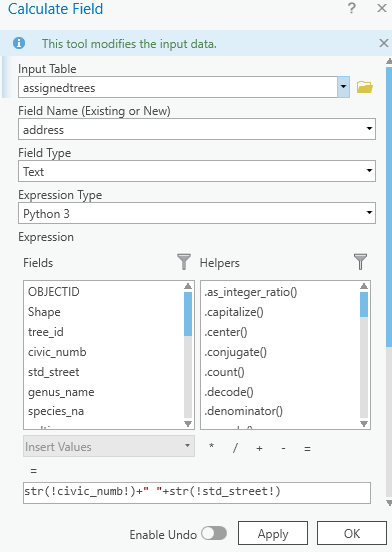 Calculate Field ? ×
This tool modifies the input data. ×
Input Table
assignedtrees
Field Name (Existing or New)
address
Field Type
Text
Expression Type
Python 3
Expression
Fields
Helpers
OBJECTID
Shape
tree_id
civic_numb
std_street
genus_name
species_na
.as_integer_ratio()
.capitalize()
.center()
.conjugate()
.count()
.decode()
.denominator()
Insert Values
* / + - =
=
str(!civic_numb!)+" "+str(!std_street!)
Enable Undo
Apply
OK